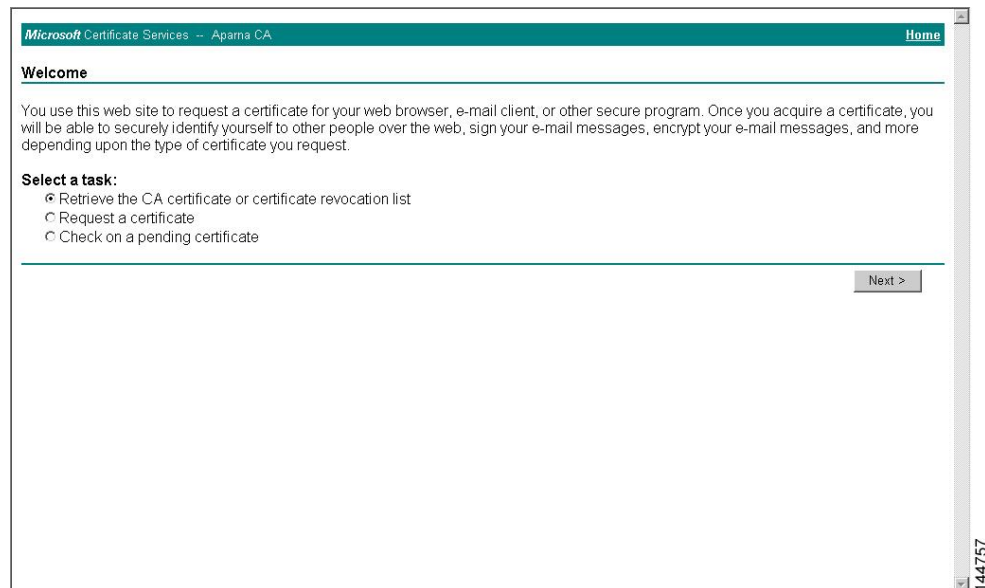 Microsoft Certificate Services -- Aparna CA Home
Welcome
You use this web site to request a certificate for your web browser, e-mail client, or other secure program. Once you acquire a certificate, you
will be able to securely identify yourself to other people over the web, sign your e-mail messages, encrypt your e-mail messages, and more
depending upon the type of certificate you request.
Select a task:
Retrieve the CA certificate or certificate revocation list
Request a certificate
Check on a pending certificate
Next >
144757